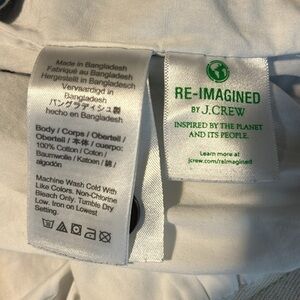 Made in Bangladesh
Fabriqué au Bangladesh
Hergestellt in Bangladesch
Vervaardigd in
Bangladesh
バングラディシュ製
hecho en Bangladesh
Body / Corps / Oberteil /
Obertell / 本体 / cuerpo:
100% Cotton / Coton /
Baumwolle / Katoen / 綿 /
algodón
Machine Wash Cold With
Like Colors. Non-Chlorine
Bleach Only. Tumble Dry
Low. Iron on Lowest
Setting.
RE-IMAGINED
BY J.CREW
INSPIRED BY THE PLANET
AND ITS PEOPLE.
Learn more at
jcrew.com/reimagined